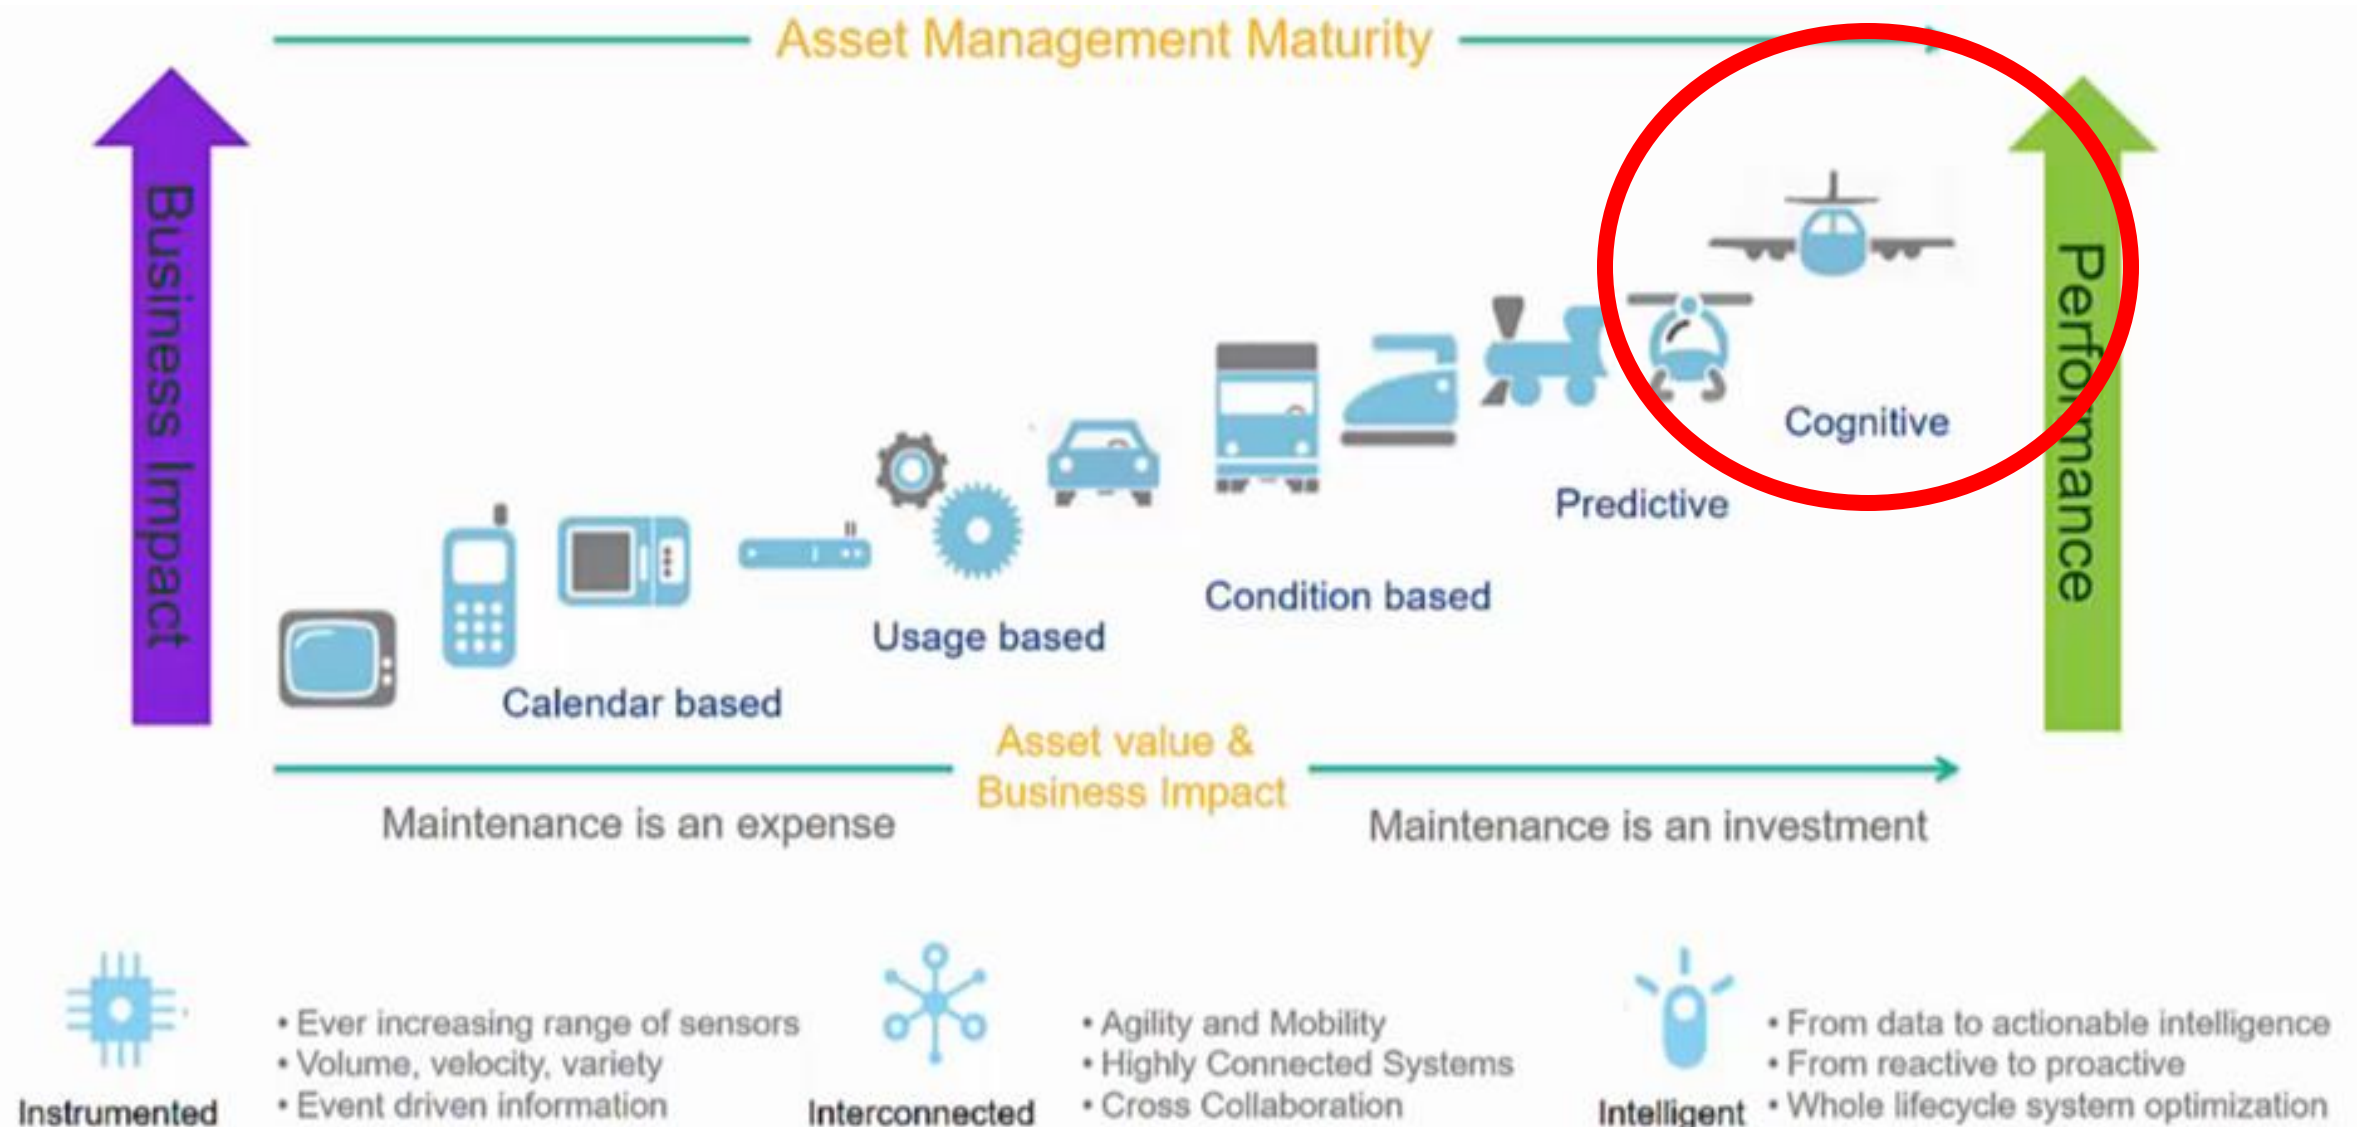 Asset Management Maturity
Business Impact
Performance
Cognitive
Predictive
Condition based
Usage based
Calendar based
Asset value &
Business Impact
Maintenance is an expense
Maintenance is an investment
Instrumented
• Ever increasing range of sensors
• Volume, velocity, variety
• Event driven information
Interconnected
• Agility and Mobility
• Highly Connected Systems
• Cross Collaboration
Intelligent
• From data to actionable intelligence
• From reactive to proactive
• Whole lifecycle system optimization